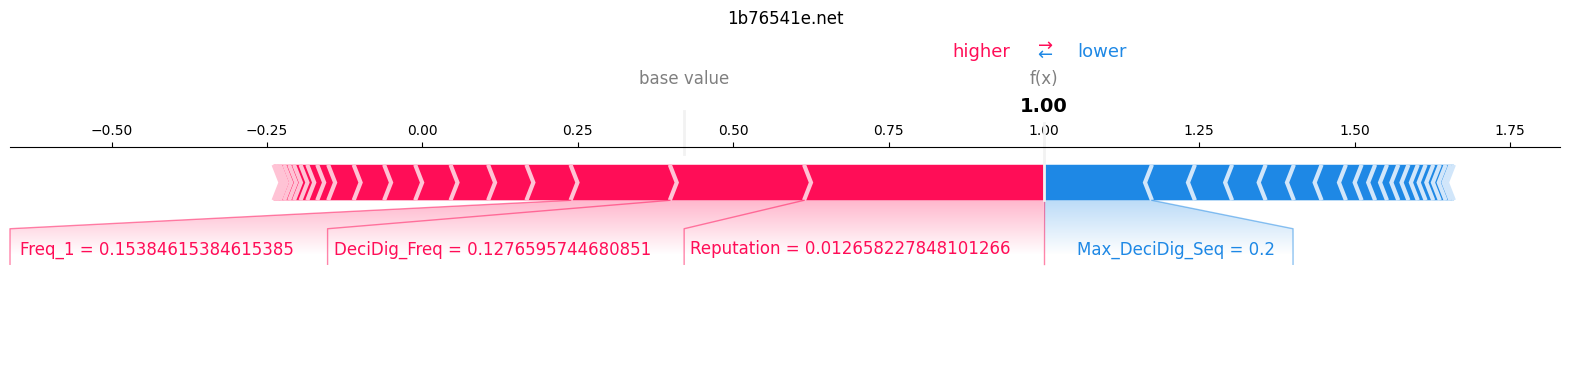 1b76541e.net
higher ⇄ lower
base value f(x)
1.00
−0.50 −0.25 0.00 0.25 0.50 0.75 1.00 1.25 1.50 1.75
Freq_1 = 0.15384615384615385 DeciDig_Freq = 0.1276595744680851 Reputation = 0.012658227848101266 Max_DeciDig_Seq = 0.2